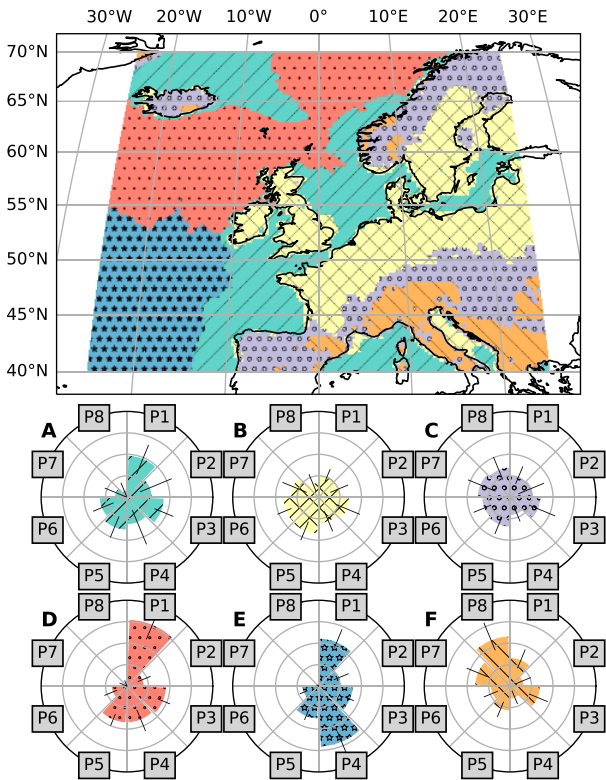 30°W 20°W 10°W 0° 10°E 20°E 30°E
70°N
65°N
60°N
55°N
50°N
45°N
40°N
P8 P1 P8 P1 P8 P1
A B C
P7 P2 P7 P2 P7 P2
P6 P3 P6 P3 P6 P3
P5 P4 P5 P4 P5 P4
P8 P1 P8 P1 P8 P1
D E F
P7 P2 P7 P2 P7 P2
P6 P3 P6 P3 P6 P3
P5 P4 P5 P4 P5 P4